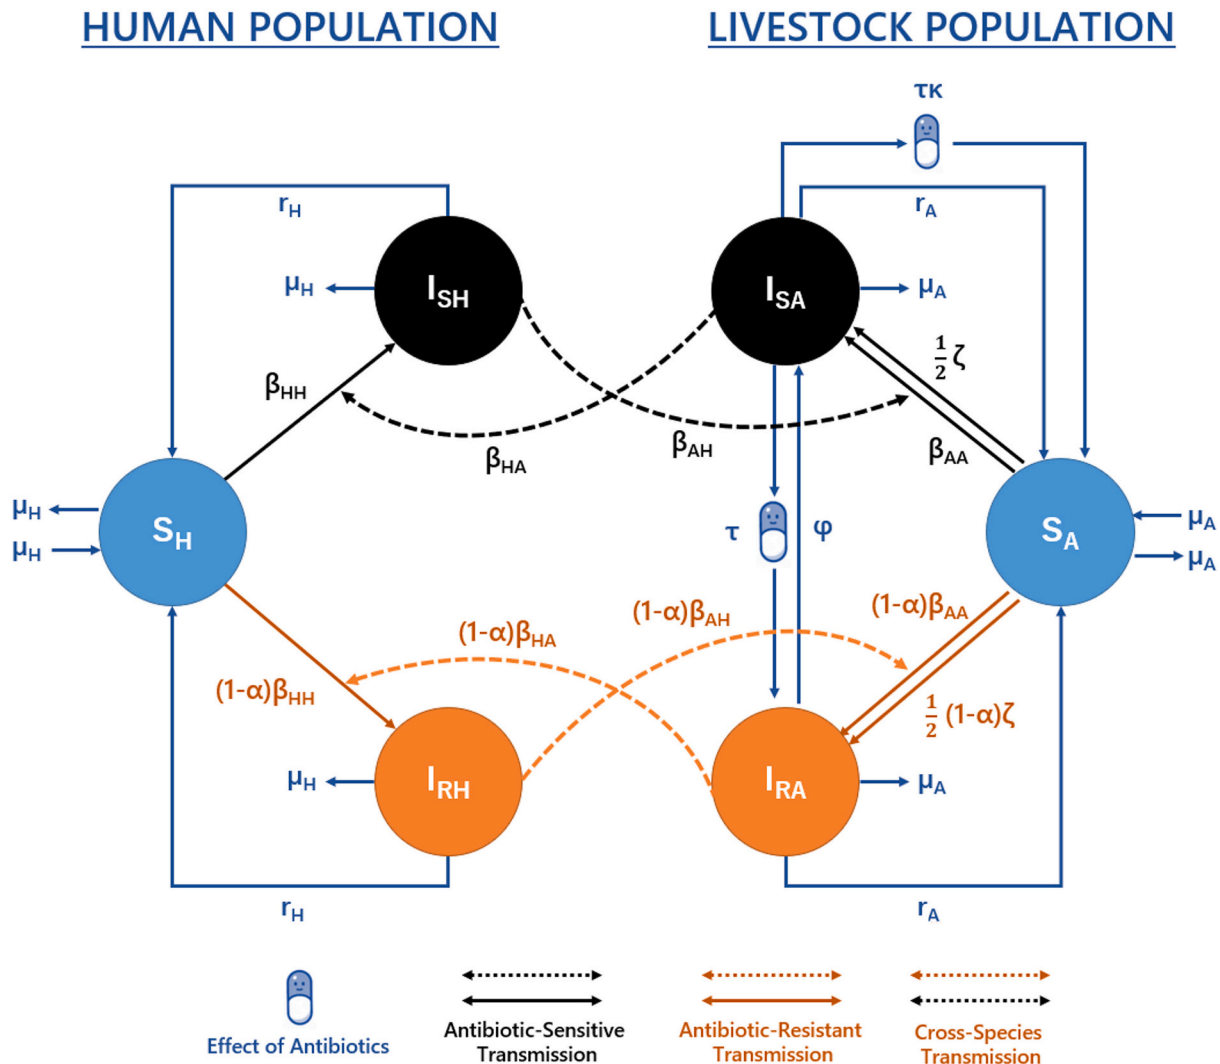 HUMAN POPULATION
LIVESTOCK POPULATION
τκ
r_H
r_A
I_SH
I_SA
μ_H
μ_A
½ ζ
β_HH
β_HA
β_AH
β_AA
μ_H
μ_H
S_H
τ
φ
S_A
μ_A
μ_A
(1-α)β_HH
(1-α)β_HA
(1-α)β_AH
(1-α)β_AA
½ (1-α)ζ
μ_H
I_RH
I_RA
μ_A
r_H
r_A
Effect of Antibiotics
Antibiotic-Sensitive
Transmission
Antibiotic-Resistant
Transmission
Cross-Species
Transmission